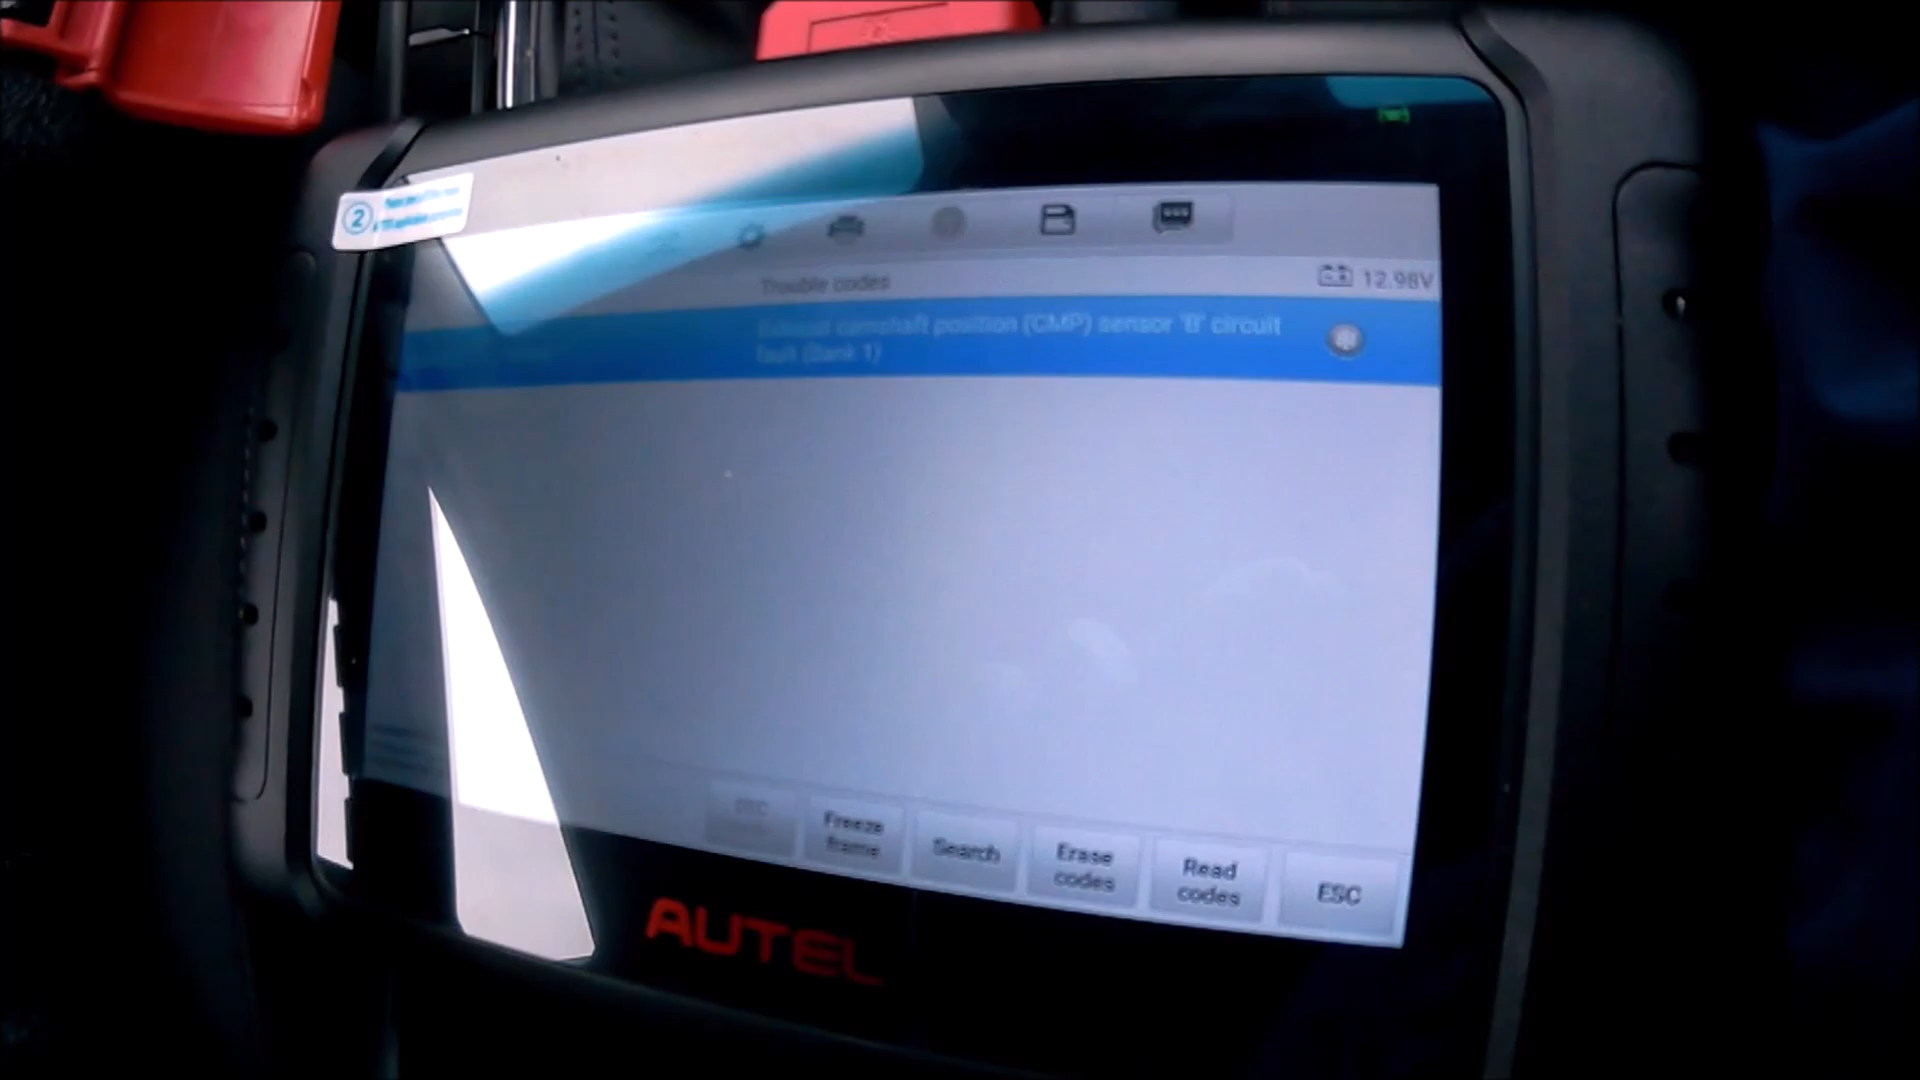 2
Trouble codes
12.98V
Exhaust camshaft position (CMP) sensor 'B' circuit
fault (Bank 1)
Freeze
frame
Search
Erase
codes
Read
codes
ESC
AUTEL